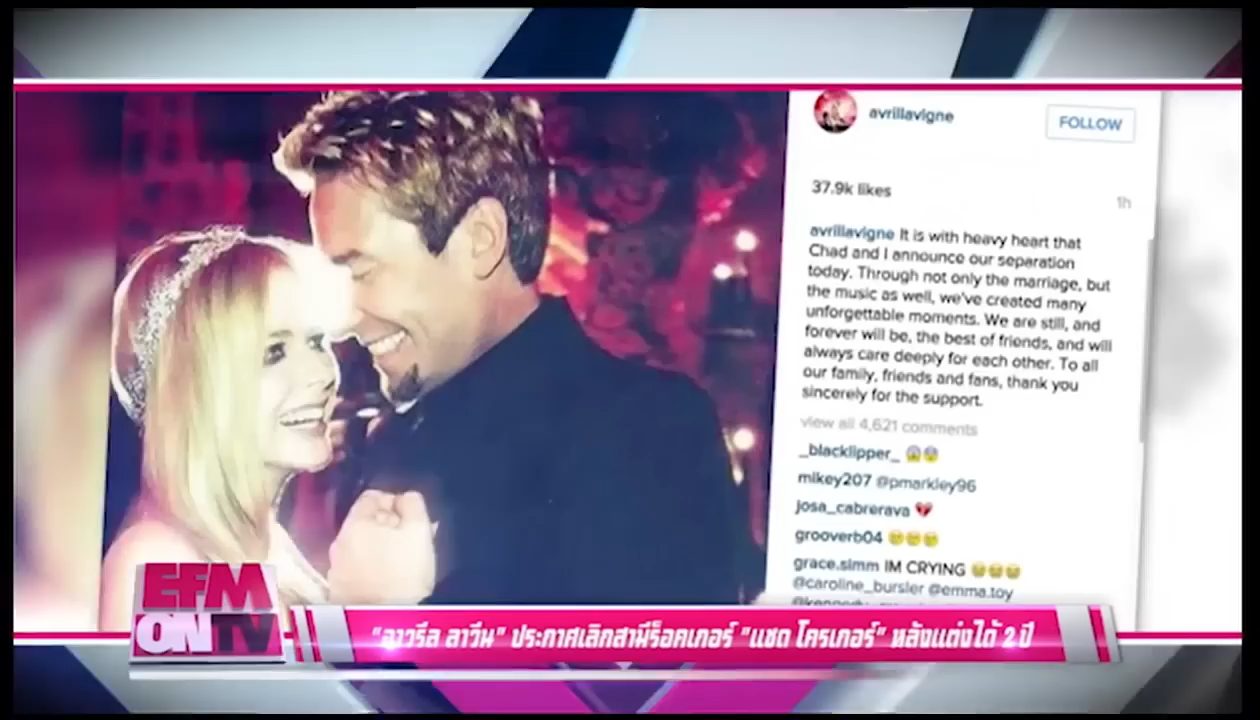 avrillavigne
FOLLOW
37.9k likes
1h
avrillavigne It is with heavy heart that
Chad and I announce our separation
today. Through not only the marriage, but
the music as well, we've created many
unforgettable moments. We are still, and
forever will be, the best of friends, and will
always care deeply for each other. To all
our family, friends and fans, thank you
sincerely for the support.
view all 4,621 comments
_blacklipper_ 😱😨
mikey207 @pmarkley96
josa_cabrerava 💔
grooverb04 😢😢😢
grace.simm IM CRYING 😭😭😭
@caroline_bursler @emma.toy
EFM
ON TV
"อาวรีล ลาวีน" ประกาศเลิกสามีร็อคเกอร์ "แชด โครเกอร์" หลังแต่งได้ 2 ปี